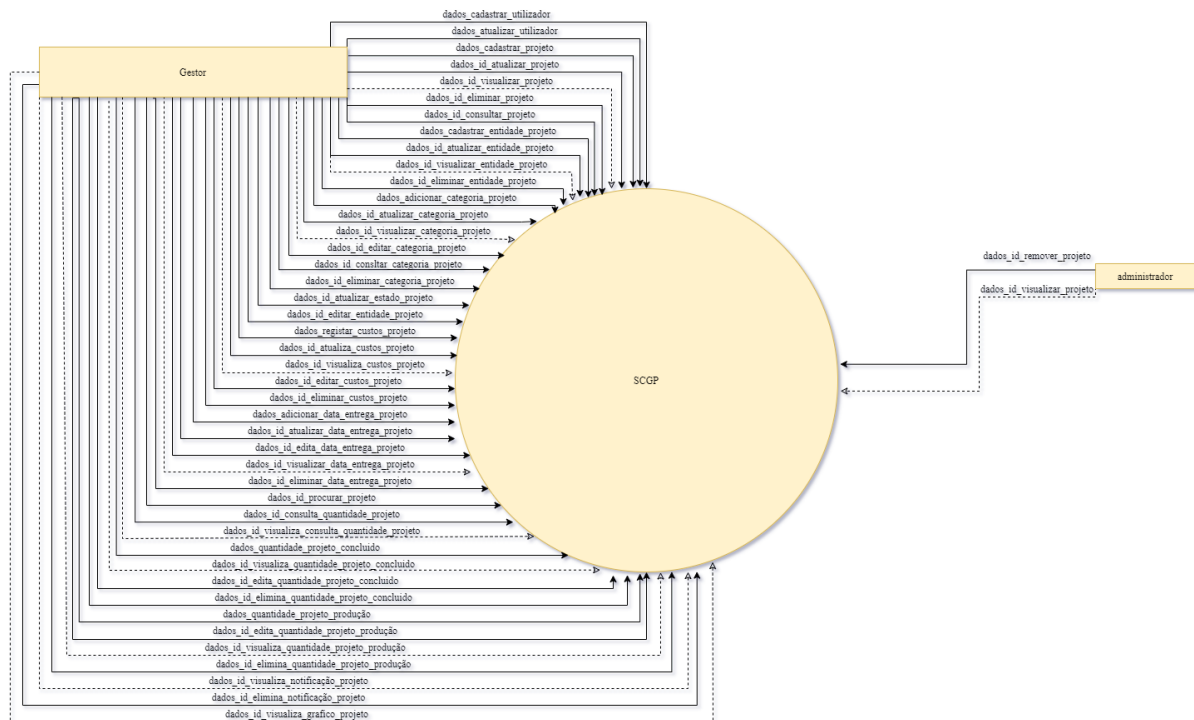 dados_cadastrar_utilizador
dados_atualizar_utilizador
dados_cadastrar_projeto
dados_id_atualizar_projeto
Gestor
dados_id_visualizar_projeto
dados_id_eliminar_projeto
dados_id_consultar_projeto
dados_cadastrar_entidade_projeto
dados_id_atualizar_entidade_projeto
dados_id_visualizar_entidade_projeto
dados_id_eliminar_entidade_projeto
dados_adicionar_categoria_projeto
dados_id_atualizar_categoria_projeto
dados_id_visualizar_categoria_projeto
dados_id_editar_categoria_projeto
dados_id_remover_projeto
dados_id_consltar_categoria_projeto
administrador
dados_id_eliminar_categoria_projeto
dados_id_visualizar_projeto
dados_id_atualizar_estado_projeto
dados_id_editar_entidade_projeto
dados_registar_custos_projeto
dados_id_atualiza_custos_projeto
dados_id_visualiza_custos_projeto
SCGP
dados_id_editar_custos_projeto
dados_id_eliminar_custos_projeto
dados_adicionar_data_entrega_projeto
dados_id_atualizar_data_entrega_projeto
dados_id_edita_data_entrega_projeto
dados_id_visualizar_data_entrega_projeto
dados_id_eliminar_data_entrega_projeto
dados_id_procurar_projeto
dados_id_consulta_quantidade_projeto
dados_id_visualiza_consulta_quantidade_projeto
dados_quantidade_projeto_concluido
dados_id_visualiza_quantidade_projeto_concluido
dados_id_edita_quantidade_projeto_concluido
dados_id_elimina_quantidade_projeto_concluido
dados_quantidade_projeto_produção
dados_id_edita_quantidade_projeto_produção
dados_id_visualiza_quantidade_projeto_produção
dados_id_elimina_quantidade_projeto_produção
dados_id_visualiza_notificação_projeto
dados_id_elimina_notificação_projeto
dados_id_visualiza_grafico_projeto